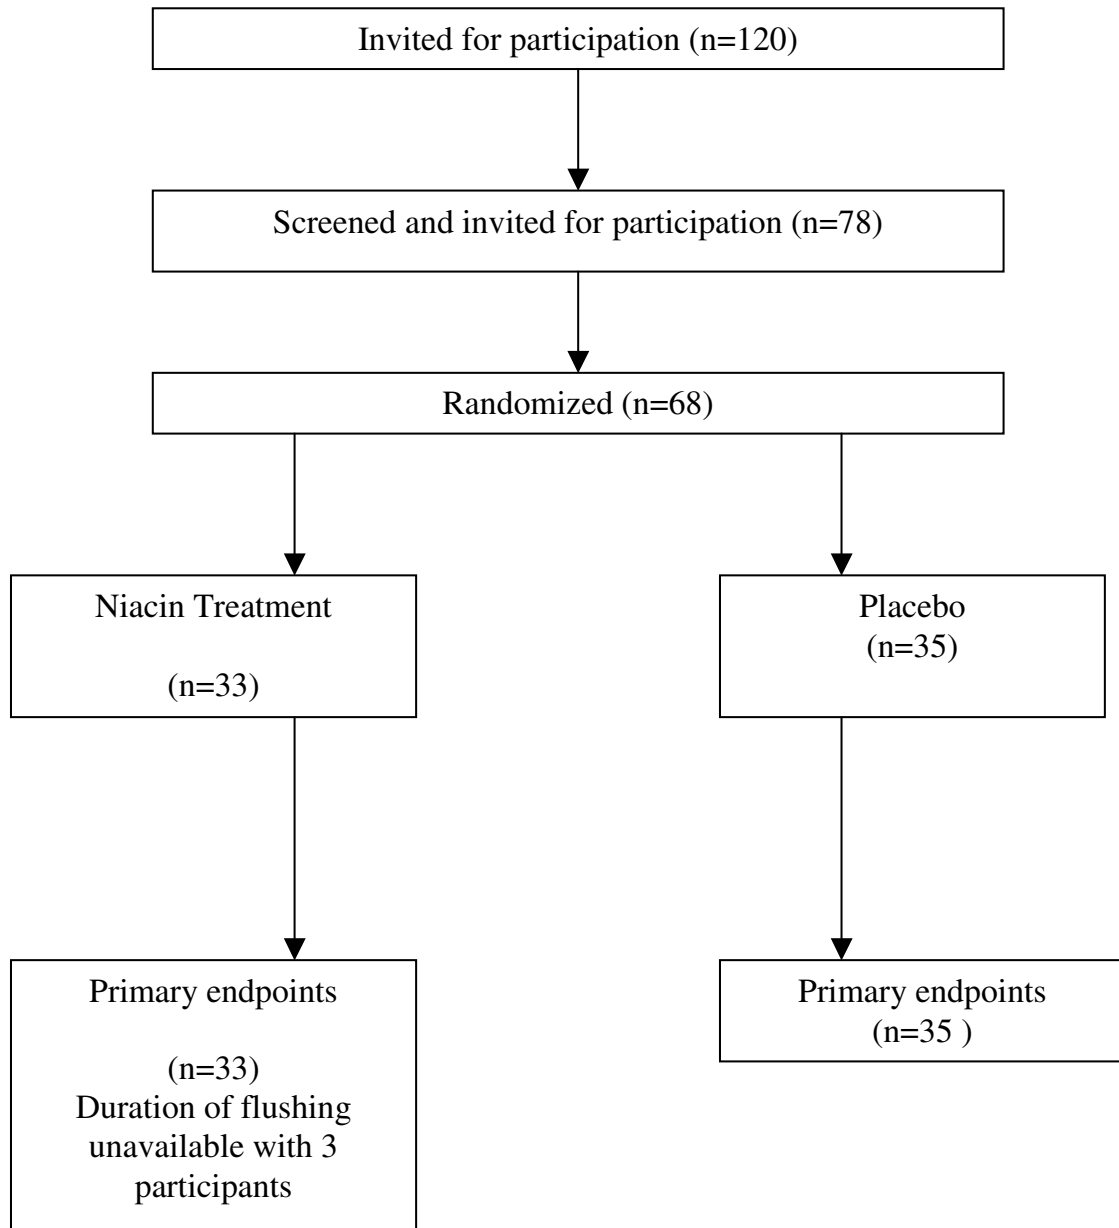 Invited for participation (n=120)
Screened and invited for participation (n=78)
Randomized (n=68)
Niacin Treatment
(n=33)
Placebo
(n=35)
Primary endpoints
(n=33)
Duration of flushing
unavailable with 3
participants
Primary endpoints
(n=35 )